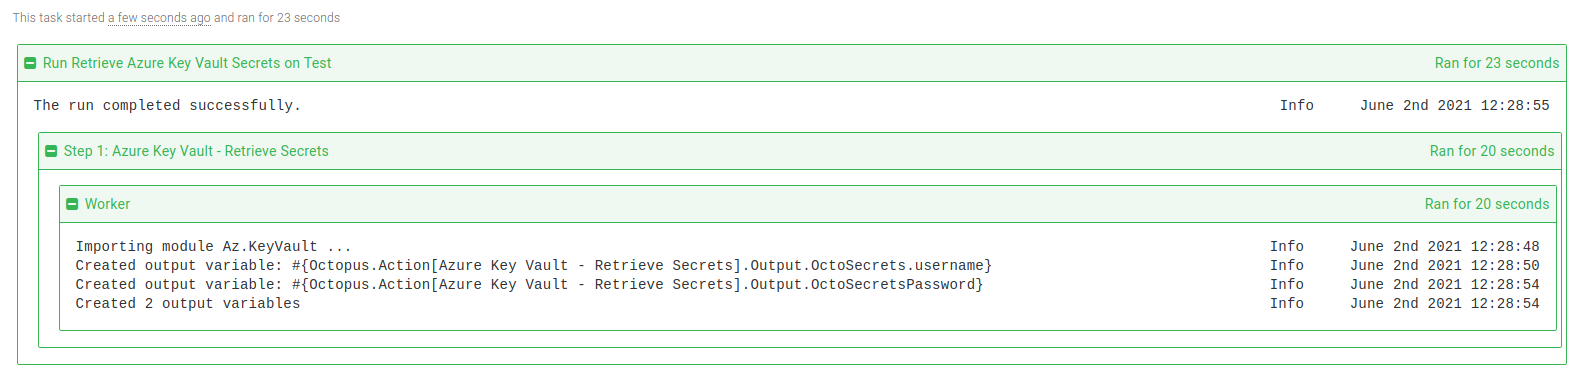 This task started a few seconds ago and ran for 23 seconds
Run Retrieve Azure Key Vault Secrets on Test Ran for 23 seconds
The run completed successfully. Info June 2nd 2021 12:28:55
Step 1: Azure Key Vault - Retrieve Secrets Ran for 20 seconds
Worker Ran for 20 seconds
Importing module Az.KeyVault ... Info June 2nd 2021 12:28:48
Created output variable: #{Octopus.Action[Azure Key Vault - Retrieve Secrets].Output.OctoSecrets.username} Info June 2nd 2021 12:28:50
Created output variable: #{Octopus.Action[Azure Key Vault - Retrieve Secrets].Output.OctoSecretsPassword} Info June 2nd 2021 12:28:54
Created 2 output variables Info June 2nd 2021 12:28:54